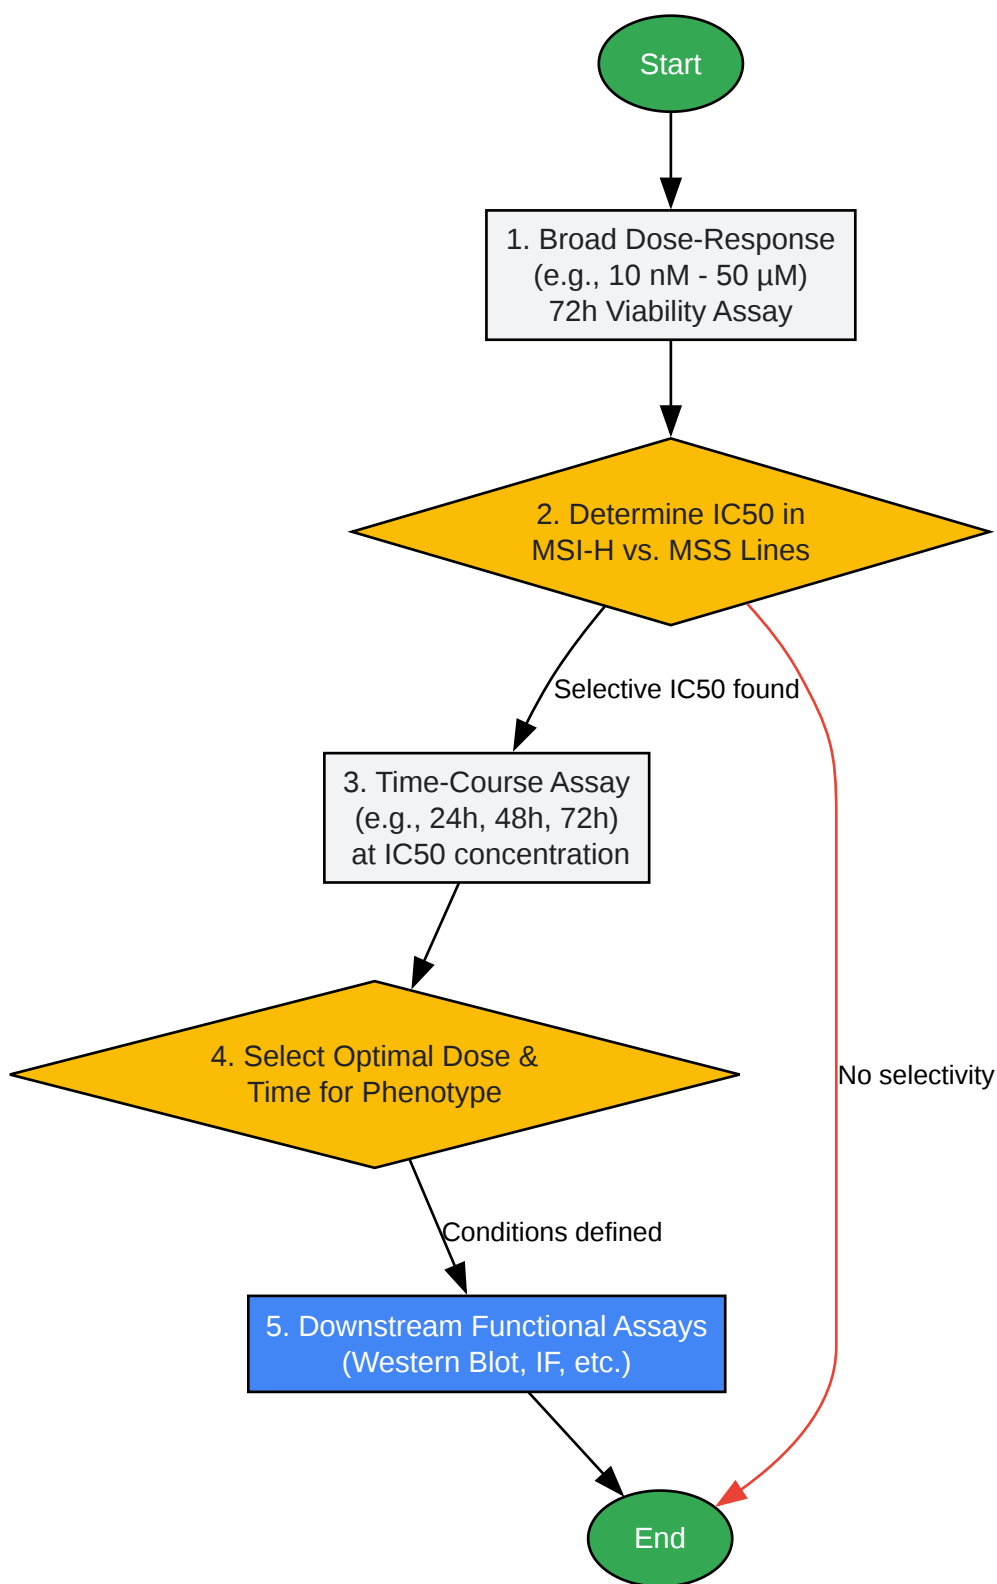 Start
1. Broad Dose-Response
(e.g., 10 nM - 50 µM)
72h Viability Assay
2. Determine IC50 in
MSI-H vs. MSS Lines
Selective IC50 found
3. Time-Course Assay
(e.g., 24h, 48h, 72h)
at IC50 concentration
4. Select Optimal Dose &
Time for Phenotype
No selectivity
Conditions defined
5. Downstream Functional Assays
(Western Blot, IF, etc.)
End